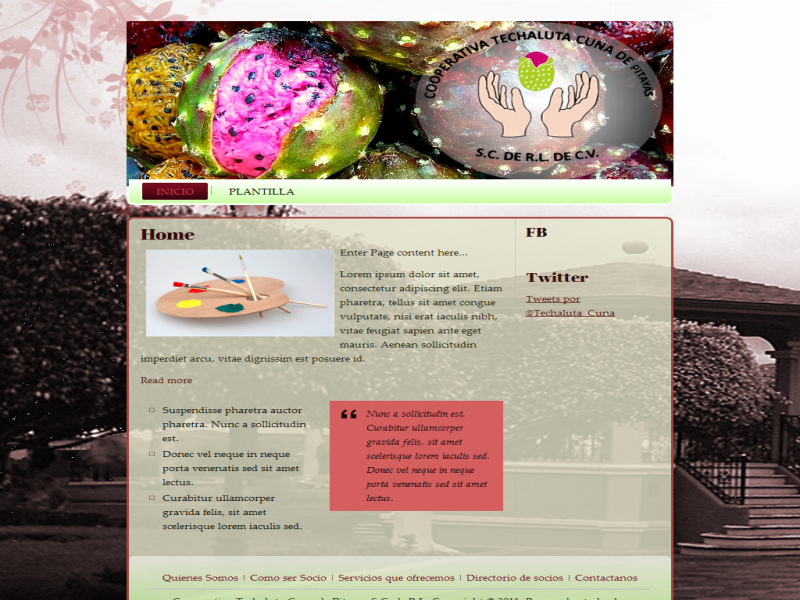 COOPERATIVA TECHALUTA CUNA DE PITAYAS
S.C. DE R.L. DE C.V.
INICIO
PLANTILLA
Home
Enter Page content here...
Lorem ipsum dolor sit amet,
consectetur adipiscing elit. Etiam
pharetra, tellus sit amet congue
vulputate, nisi erat iaculis nibh,
vitae feugiat sapien ante eget
mauris. Aenean sollicitudin
imperdiet arcu, vitae dignissim est posuere id.
Read more
Suspendisse pharetra auctor
pharetra. Nunc a sollicitudin
est.
Donec vel neque in neque
porta venenatis sed sit amet
lectus.
Curabitur ullamcorper
gravida felis, sit amet
scelerisque lorem iaculis sed.
Nunc a sollicitudin est.
Curabitur ullamcorper
gravida felis, sit amet
scelerisque lorem iaculis sed.
Donec vel neque in neque
porta venenatis sed sit amet
lectus.
FB
Twitter
Tweets por
@Techaluta_Cuna
Quienes Somos | Como ser Socio | Servicios que ofrecemos | Directorio de socios | Contactanos